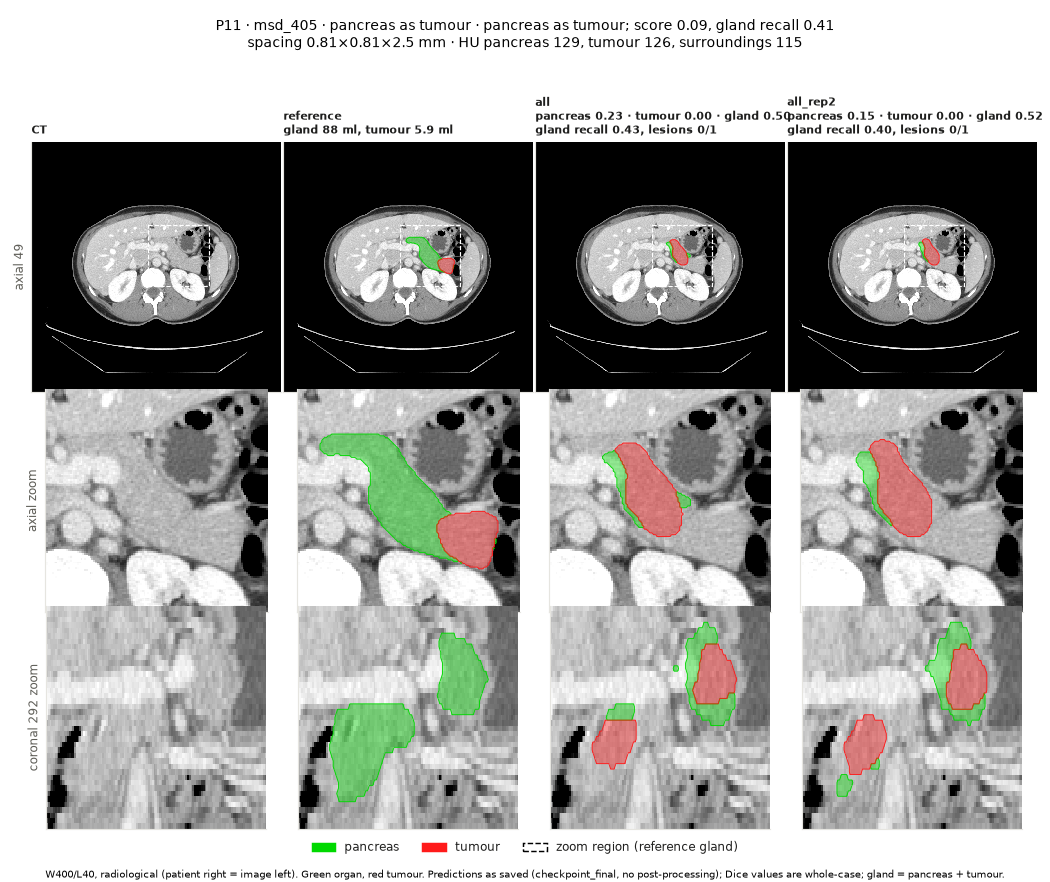 P11 · msd_405 · pancreas as tumour · pancreas as tumour; score 0.09, gland recall 0.41
spacing 0.81×0.81×2.5 mm · HU pancreas 129, tumour 126, surroundings 115
CT
reference
gland 88 ml, tumour 5.9 ml
all
pancreas 0.23 · tumour 0.00 · gland 0.50
gland recall 0.43, lesions 0/1
all_rep2
pancreas 0.15 · tumour 0.00 · gland 0.52
gland recall 0.40, lesions 0/1
axial 49
axial zoom
coronal 292 zoom
pancreas
tumour
zoom region (reference gland)
W400/L40, radiological (patient right = image left). Green organ, red tumour. Predictions as saved (checkpoint_final, no post-processing); Dice values are whole-case; gland = pancreas + tumour.